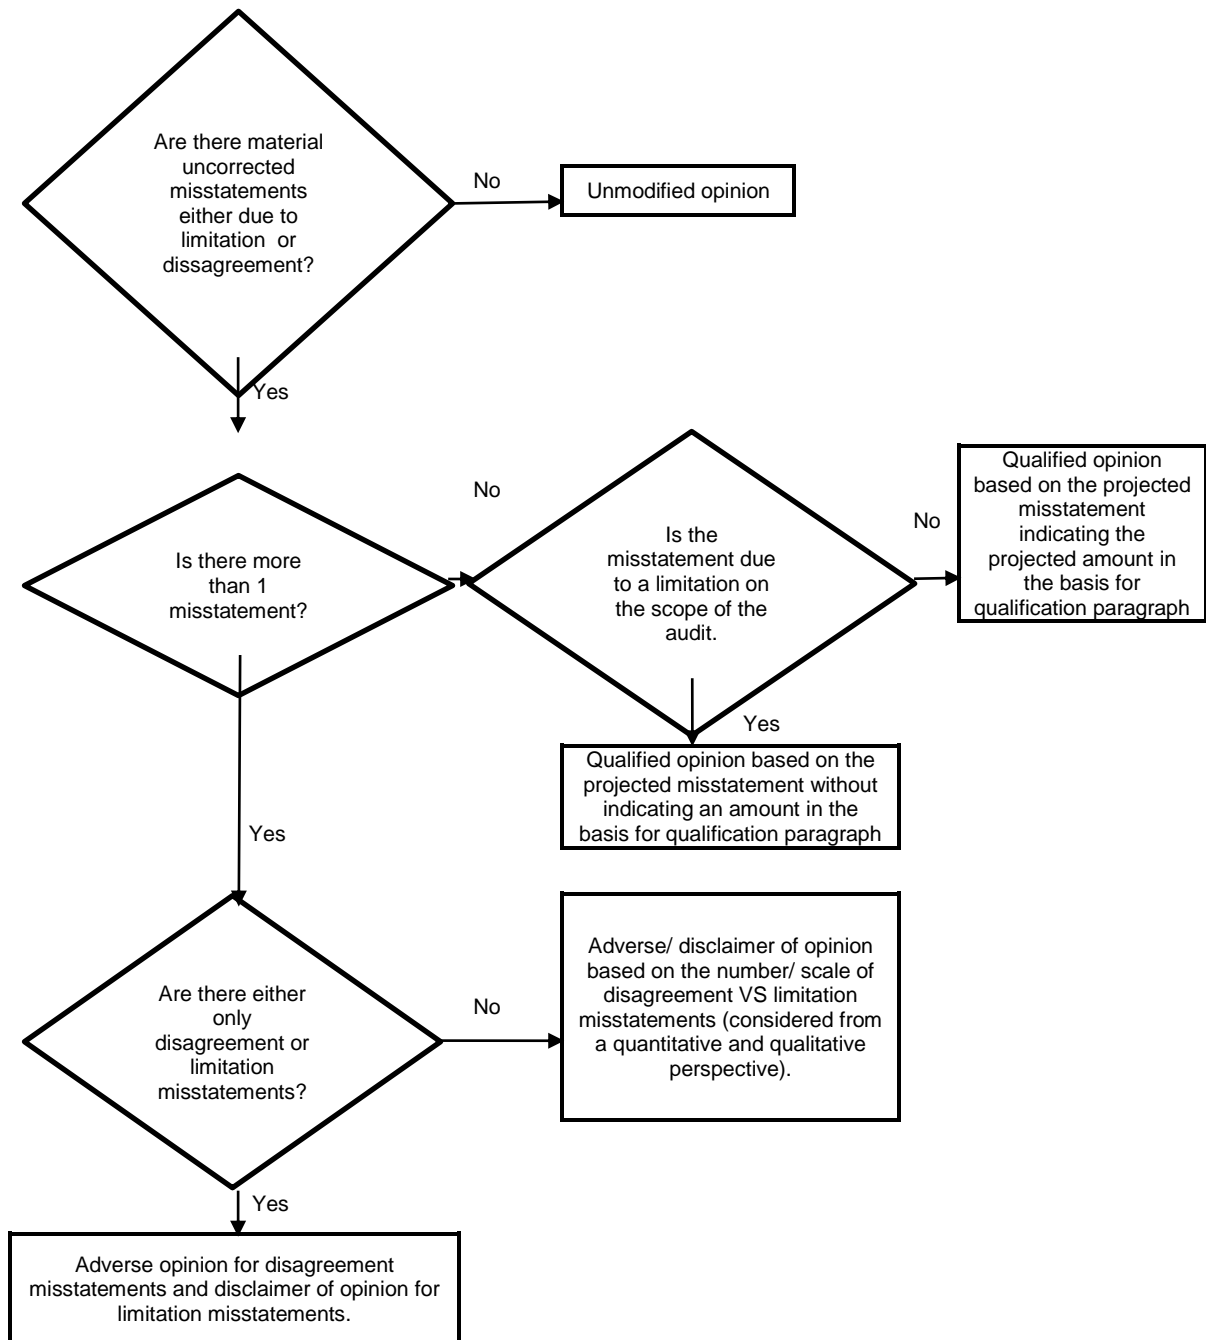 Are there material
uncorrected
misstatements
either due to
limitation or
dissagreement?
No
Unmodified opinion
Yes
Is there more
than 1
misstatement?
No
Is the
misstatement due
to a limitation on
the scope of the
audit.
No
Qualified opinion
based on the projected
misstatement
indicating the
projected amount in
the basis for
qualification paragraph
Yes
Qualified opinion based on the
projected misstatement without
indicating an amount in the
basis for qualification paragraph
Yes
Are there either
only
disagreement or
limitation
misstatements?
No
Adverse/ disclaimer of opinion
based on the number/ scale of
disagreement VS limitation
misstatements (considered from
a quantitative and qualitative
perspective).
Yes
Adverse opinion for disagreement
misstatements and disclaimer of opinion for
limitation misstatements.